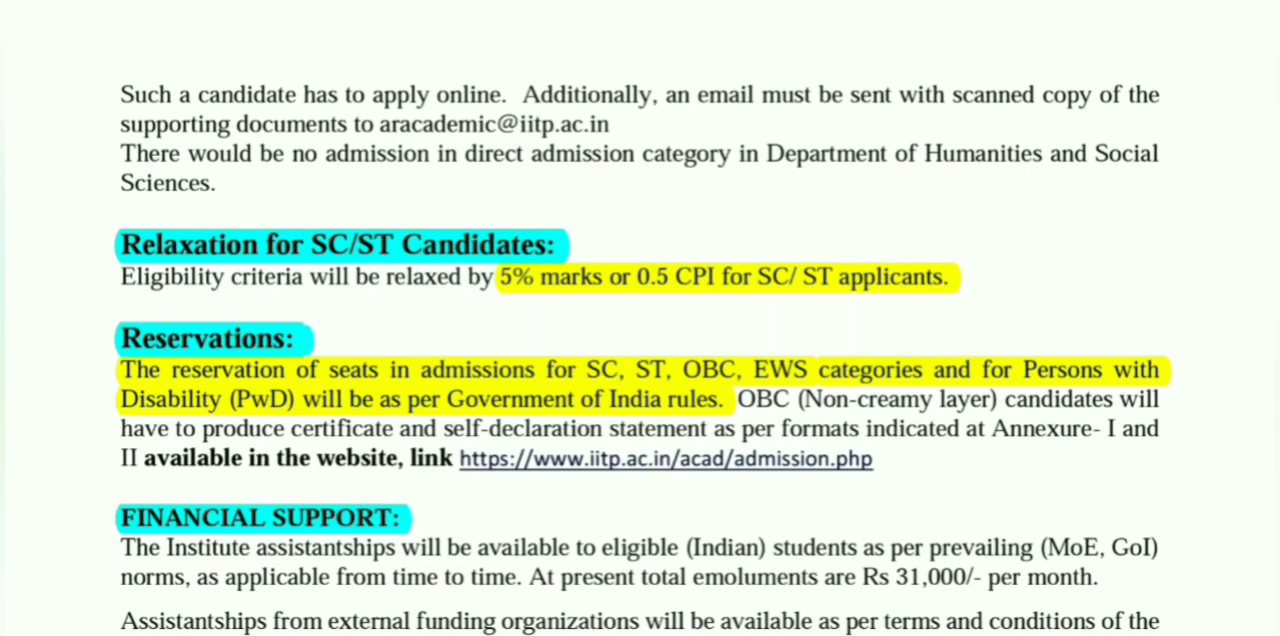 Such a candidate has to apply online. Additionally, an email must be sent with scanned copy of the
supporting documents to aracademic@iitp.ac.in
There would be no admission in direct admission category in Department of Humanities and Social
Sciences.
Relaxation for SC/ST Candidates:
Eligibility criteria will be relaxed by 5% marks or 0.5 CPI for SC/ ST applicants.
Reservations:
The reservation of seats in admissions for SC, ST, OBC, EWS categories and for Persons with
Disability (PwD) will be as per Government of India rules. OBC (Non-creamy layer) candidates will
have to produce certificate and self-declaration statement as per formats indicated at Annexure- I and
II available in the website, link https://www.iitp.ac.in/acad/admission.php
FINANCIAL SUPPORT:
The Institute assistantships will be available to eligible (Indian) students as per prevailing (MoE, GoI)
norms, as applicable from time to time. At present total emoluments are Rs 31,000/- per month.
Assistantships from external funding organizations will be available as per terms and conditions of the